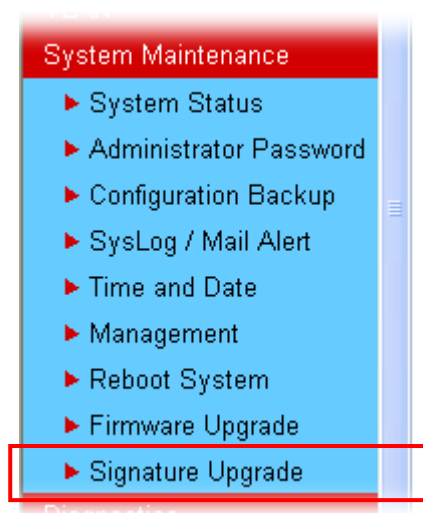 System Maintenance
System Status
Administrator Password
Configuration Backup
SysLog / Mail Alert
Time and Date
Management
Reboot System
Firmware Upgrade
Signature Upgrade
Diagnostics